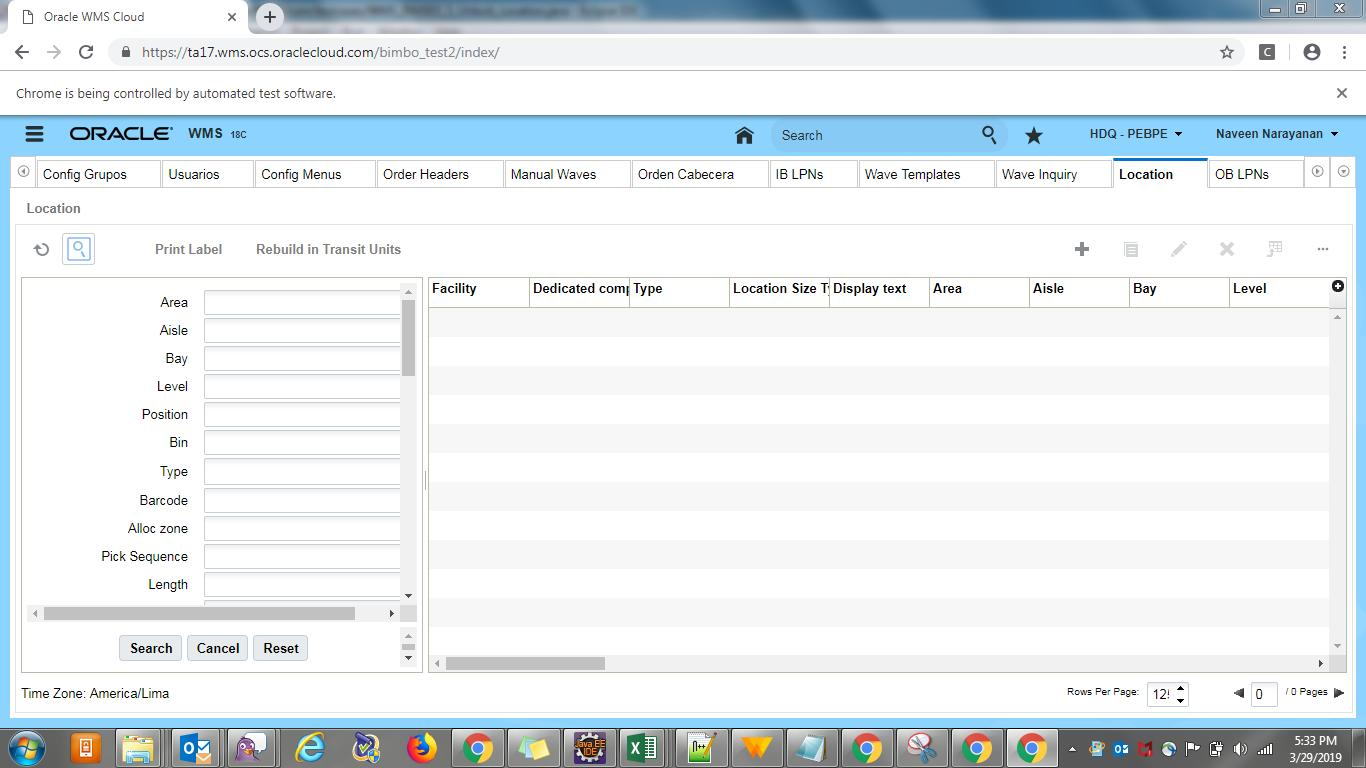 Oracle WMS Cloud
https://ta17.wms.ocs.oraclecloud.com/bimbo_test2/index/
C
Chrome is being controlled by automated test software.
ORACLE WMS 18C
Search
HDQ - PEBPE
Naveen Narayanan
Config Grupos Usuarios Config Menus Order Headers Manual Waves Orden Cabecera IB LPNs Wave Templates Wave Inquiry Location OB LPNs
Location
Print Label Rebuild in Transit Units
Facility Dedicated comp Type Location Size Ty Display text Area Aisle Bay Level
Area
Aisle
Bay
Level
Position
Bin
Type
Barcode
Alloc zone
Pick Sequence
Length
Search Cancel Reset
Time Zone: America/Lima
Rows Per Page: 125 0 / 0 Pages
Java EE
IDE
5:33 PM
3/29/2019